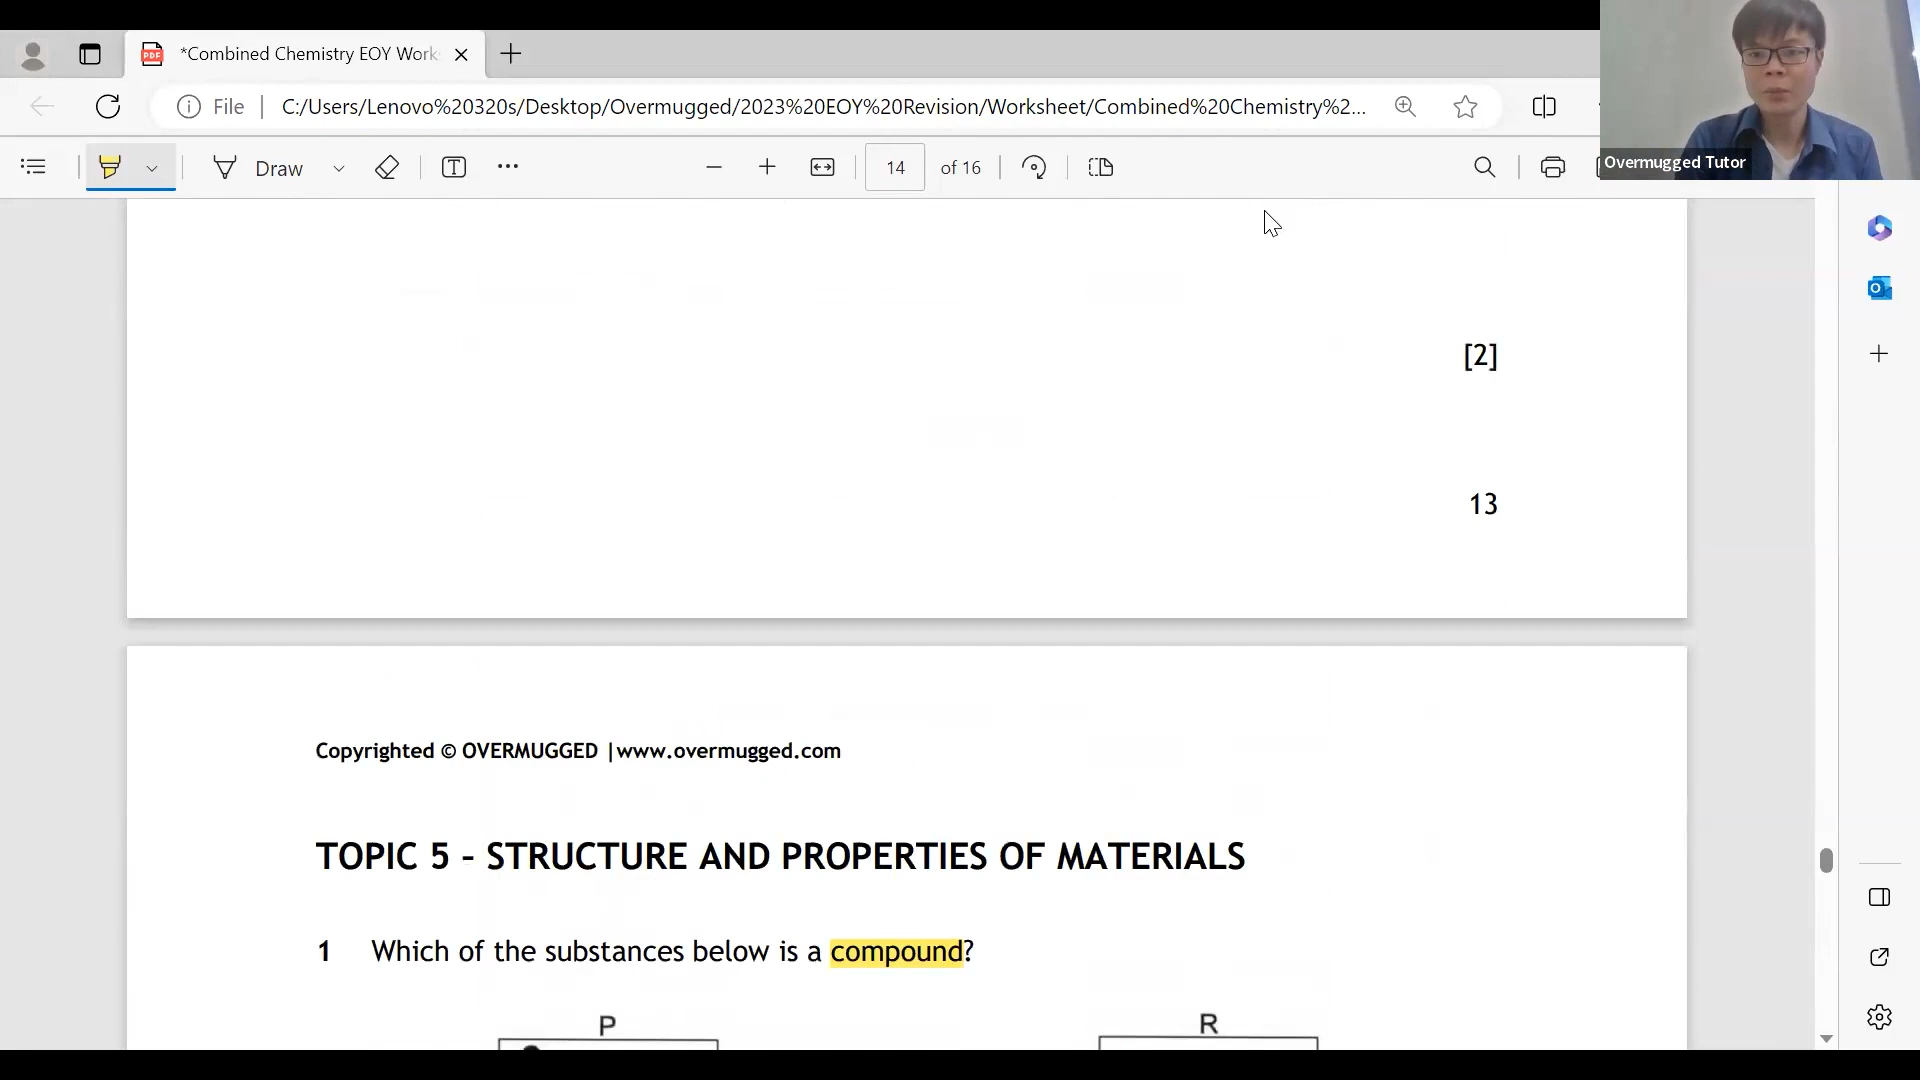 *Combined Chemistry EOY Work
File
C:/Users/Lenovo%20320s/Desktop/Overmugged/2023%20EOY%20Revision/Worksheet/Combined%20Chemistry%2...
Draw
14 of 16
Overmugged Tutor
[2]
13
Copyrighted © OVERMUGGED |www.overmugged.com
TOPIC 5 – STRUCTURE AND PROPERTIES OF MATERIALS
1 Which of the substances below is a compound?
P
R